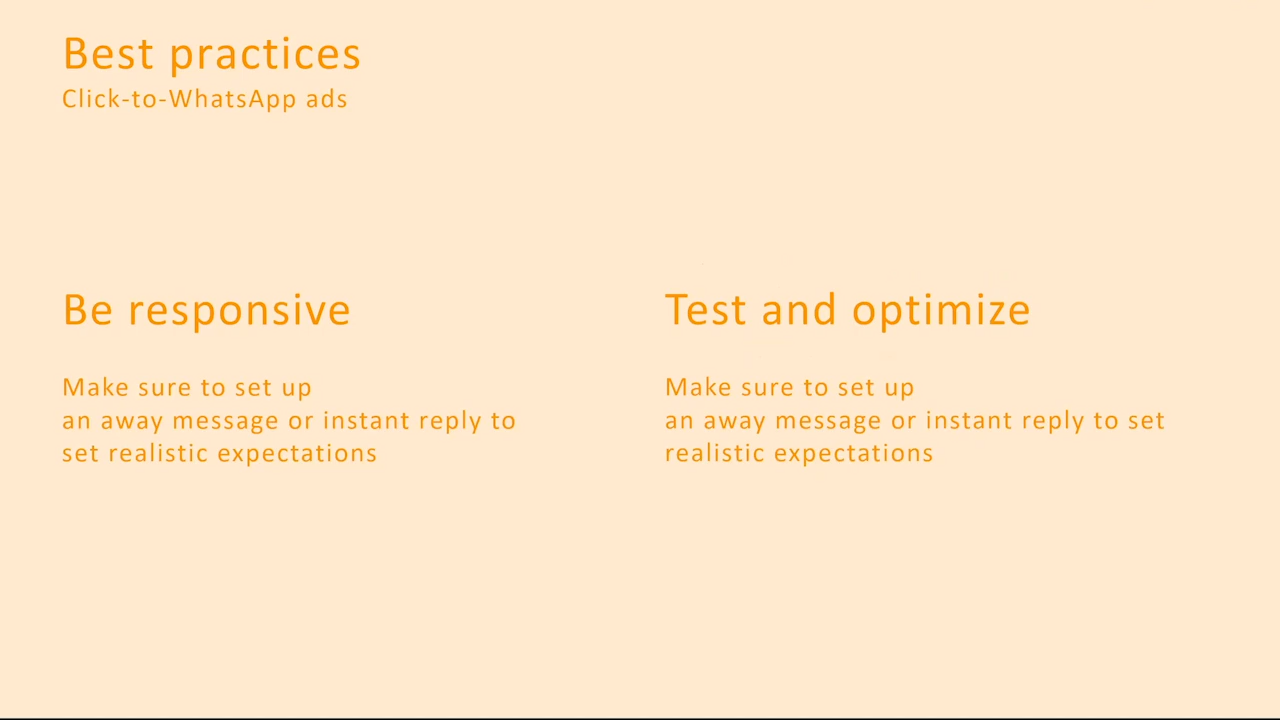 Best practices
Click-to-WhatsApp ads
Be responsive
Make sure to set up
an away message or instant reply to
set realistic expectations
Test and optimize
Make sure to set up
an away message or instant reply to set
realistic expectations